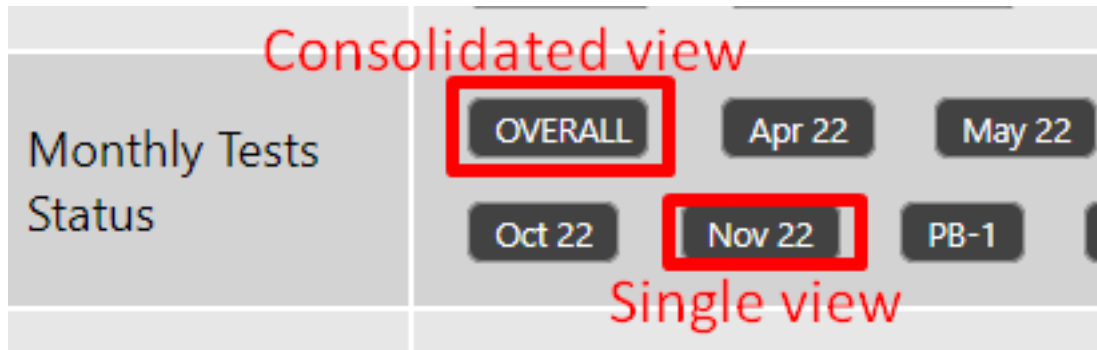 Consolidated view
Monthly Tests
Status
OVERALL Apr 22 May 22
Oct 22 Nov 22 PB-1
Single view